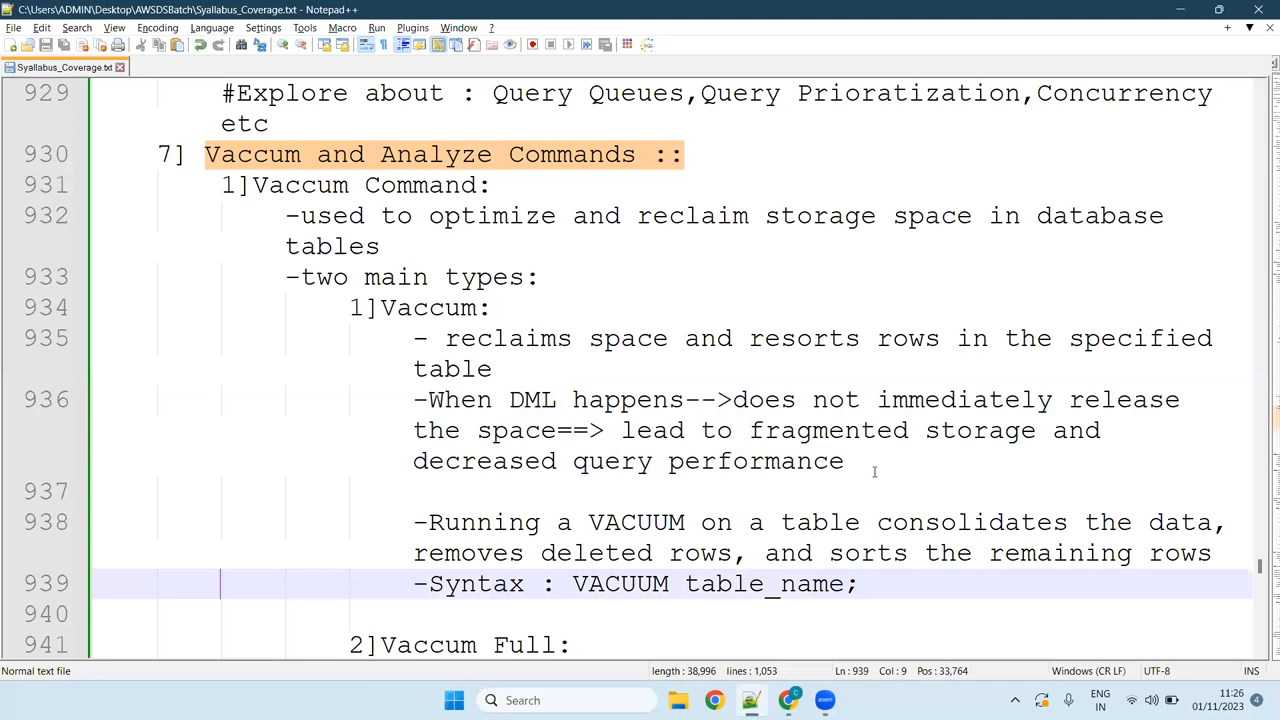 C:\Users\ADMIN\Desktop\AWSDSBatch\Syallabus_Coverage.txt - Notepad++
File Edit Search View Encoding Language Settings Tools Macro Run Plugins Window ?
Syallabus_Coverage.txt
929 #Explore about : Query Queues,Query Prioratization,Concurrency
etc
930 7] Vaccum and Analyze Commands ::
931 1]Vaccum Command:
932 -used to optimize and reclaim storage space in database
tables
933 -two main types:
934 1]Vaccum:
935 - reclaims space and resorts rows in the specified
table
936 -When DML happens-->does not immediately release
the space==> lead to fragmented storage and
decreased query performance
937
938 -Running a VACUUM on a table consolidates the data,
removes deleted rows, and sorts the remaining rows
939 -Syntax : VACUUM table_name;
940
941 2]Vaccum Full:
Normal text file length : 38,996 lines : 1,053 Ln : 939 Col : 9 Pos : 33,764 Windows (CR LF) UTF-8 INS
Search
zoom
ENG
IN
11:26
01/11/2023
4